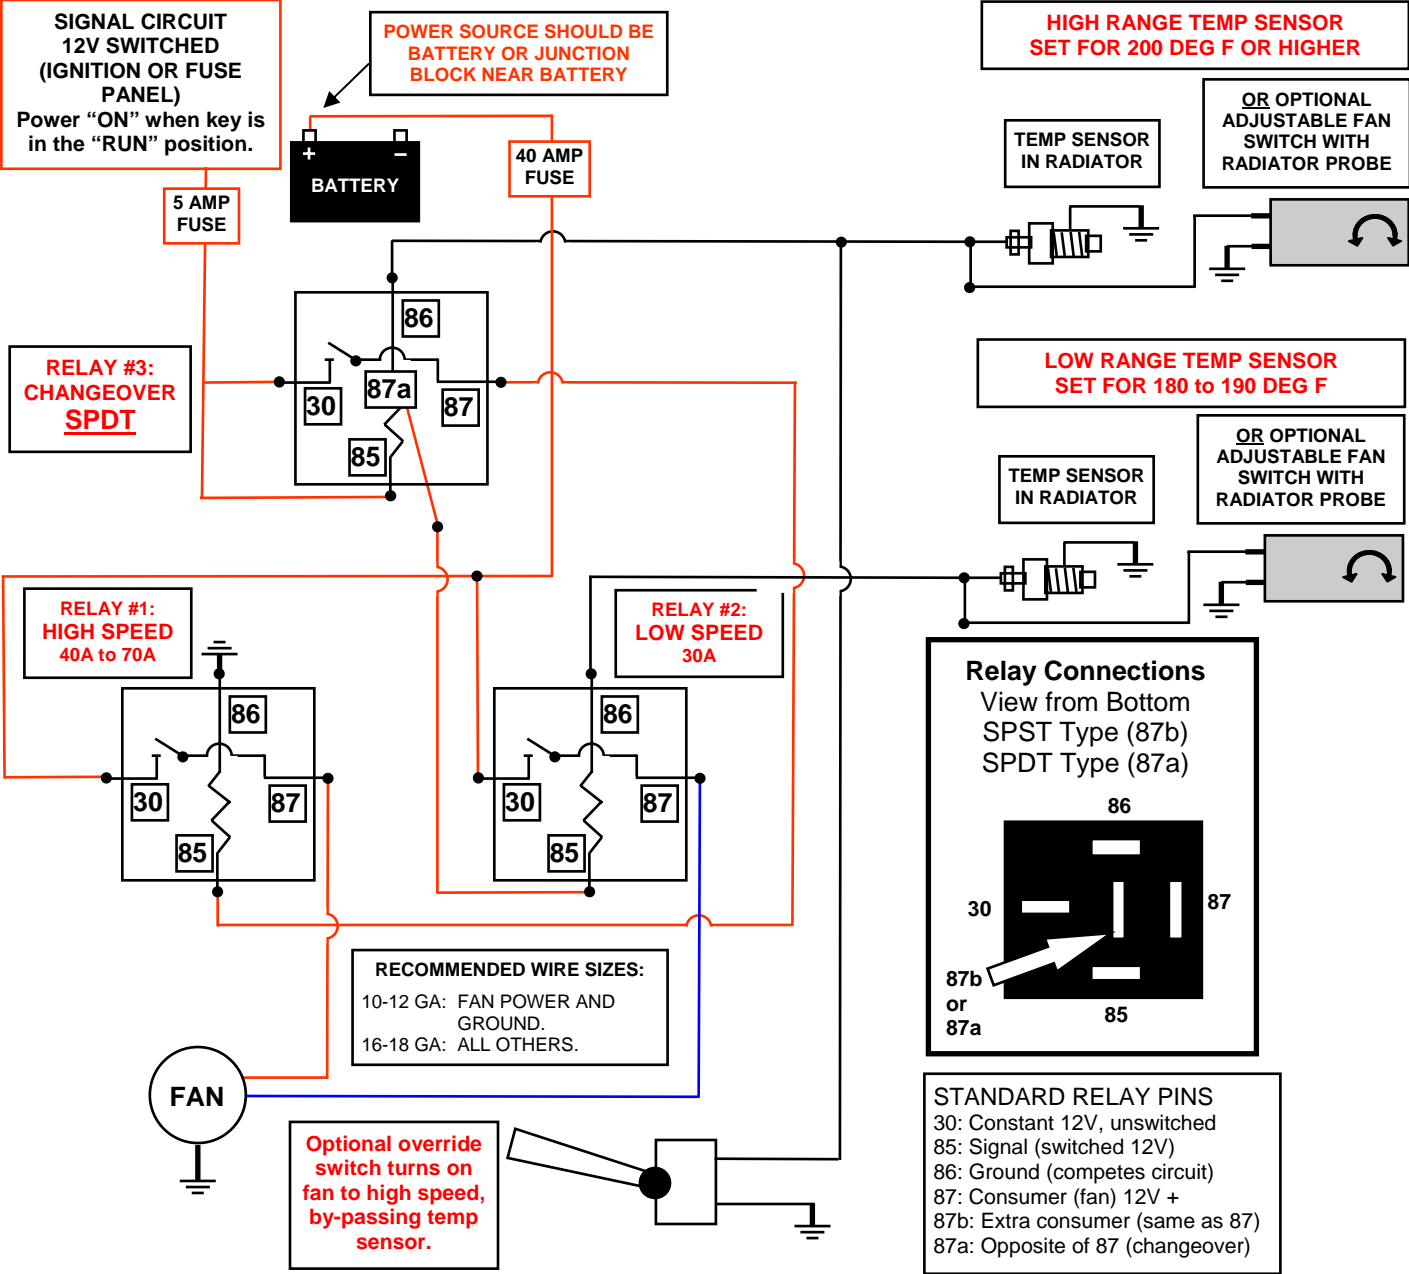 SIGNAL CIRCUIT
12V SWITCHED
(IGNITION OR FUSE
PANEL)
Power “ON” when key is
in the “RUN” position.
POWER SOURCE SHOULD BE
BATTERY OR JUNCTION
BLOCK NEAR BATTERY
HIGH RANGE TEMP SENSOR
SET FOR 200 DEG F OR HIGHER
OR OPTIONAL
ADJUSTABLE FAN
SWITCH WITH
RADIATOR PROBE
TEMP SENSOR
IN RADIATOR
+ –
BATTERY
40 AMP
FUSE
5 AMP
FUSE
86
30
87a
87
85
RELAY #3:
CHANGEOVER
SPDT
LOW RANGE TEMP SENSOR
SET FOR 180 to 190 DEG F
OR OPTIONAL
ADJUSTABLE FAN
SWITCH WITH
RADIATOR PROBE
TEMP SENSOR
IN RADIATOR
RELAY #1:
HIGH SPEED
40A to 70A
86
30
87
85
RELAY #2:
LOW SPEED
30A
86
30
87
85
Relay Connections
View from Bottom
SPST Type (87b)
SPDT Type (87a)
86
30
87
87b
or
87a
85
RECOMMENDED WIRE SIZES:
10-12 GA: FAN POWER AND
GROUND.
16-18 GA: ALL OTHERS.
FAN
Optional override
switch turns on
fan to high speed,
by-passing temp
sensor.
STANDARD RELAY PINS
30: Constant 12V, unswitched
85: Signal (switched 12V)
86: Ground (competes circuit)
87: Consumer (fan) 12V +
87b: Extra consumer (same as 87)
87a: Opposite of 87 (changeover)